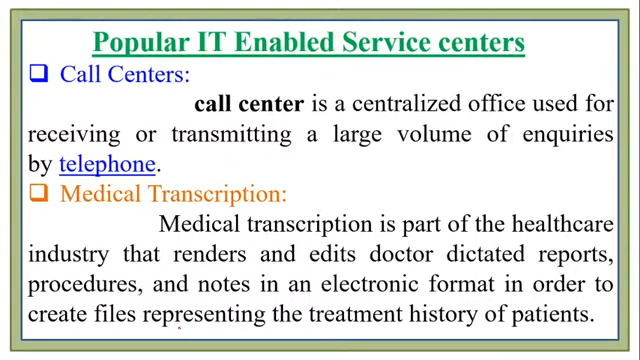 Popular IT Enabled Service centers
❑ Call Centers:
call center is a centralized office used for
receiving or transmitting a large volume of enquiries
by telephone.
❑ Medical Transcription:
Medical transcription is part of the healthcare
industry that renders and edits doctor dictated reports,
procedures, and notes in an electronic format in order to
create files representing the treatment history of patients.